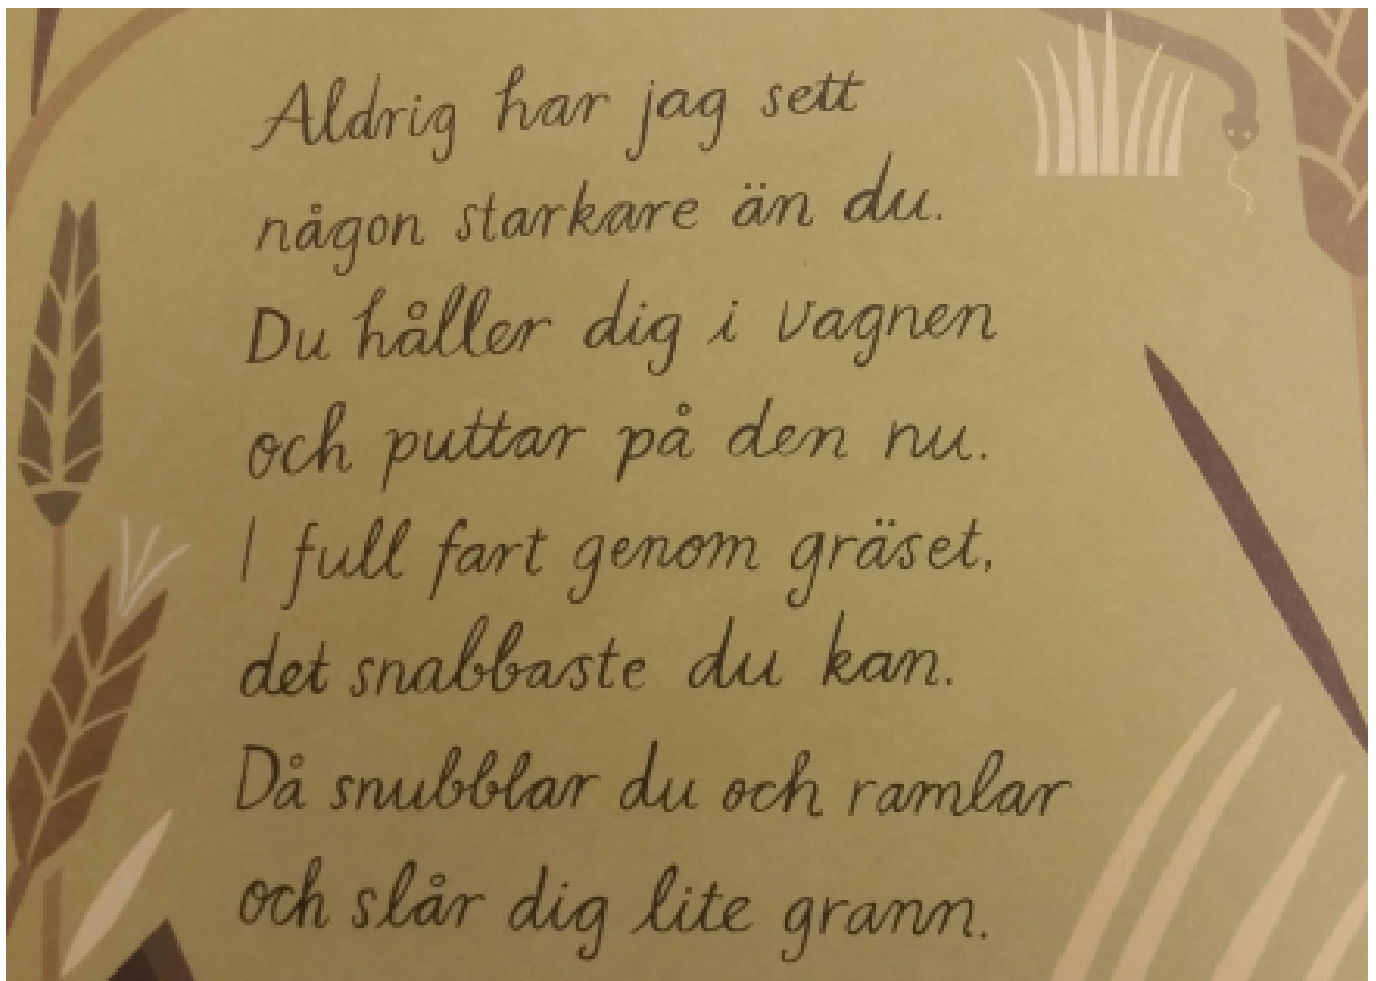 Aldrig har jag sett
någon starkare än du.
Du håller dig i vagnen
och puttar på den nu.
I full fart genom gräset,
det snabbaste du kan.
Då snubblar du och ramlar
och slår dig lite grann.